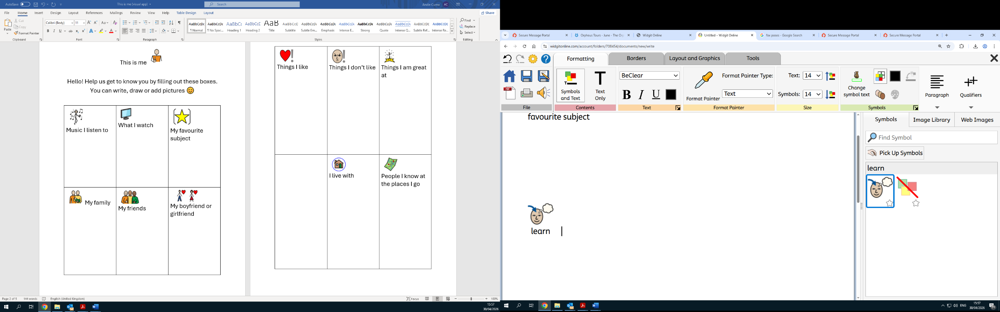 AutoSave
This is me (visual app)
Search
Andie Curno AC
File Home Insert Design Layout References Mailings Review View Help Table Design Layout
Share
Paste
Cut
Copy
Format Painter
Clipboard
Calibri (Body) 11
Font
Paragraph
AaBbCcDc AaBbCcDc AaBbCc AaBbCcE AaB AaBbCcE AaBbCcDc AaBbCcDc AaBbCcDc AaBbCcDc AaBbCcDc AaBbCcDc AABBCCDC AABBCCDC
¶ Normal ¶ No Spac... Heading 1 Heading 2 Title Subtitle Subtle Em... Emphasis Intense E... Strong Quote Intense Q... Subtle Ref... Intense Re...
Styles
Find
Replace
Select
Editing
This is me
Hello! Help us get to know you by filling out these boxes.
You can write, draw or add pictures 😊
Music I listen to
What I watch
My favourite
subject
My family
My friends
My boyfriend or
girlfriend
Things I like
Things I don't like
Things I am great
at
I live with
People I know at
the places I go
Page 2 of 5 144 words English (United Kingdom)
Focus
100%
15:57
30/04/2026
Secure Message Portal
Orpheus Tours - June - The Orp
Widgit Online
Untitled – Widgit Online
fox poses - Google Search
Secure Message Portal
Secure Message Portal
widgitonline.com/account/folders/708454/documents/new/write
Formatting Borders Layout and Graphics Tools
PDF
File
Symbols
and Text
Text
Only
Contents
BeClear
B I U
Text
Format Painter
Format Painter Type:
Text
Format Painter
Text: 14
Symbols: 14
Size
Change
symbol text
Symbols
Paragraph
Qualifiers
favourite subject
learn
Symbols Image Library Web Images
Find Symbol
Pick Up Symbols
learn
ENG
15:57
30/04/2026
20